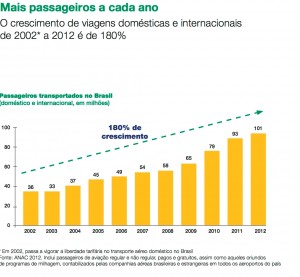 Mais passageiros a cada ano
O crescimento de viagens domésticas e internacionais
de 2002* a 2012 é de 180%
Passageiros transportados no Brasil
(doméstico e internacional, em milhões)
180% de
crescimento
100
80
60
40
20
0
36 33 37 45 49 54 58 65 79 93 101
2002 2003 2004 2005 2006 2007 2008 2009 2010 2011 2012
* Em 2002, passa a vigorar a liberdade tarifária no transporte aéreo doméstico no Brasil
Fonte: ANAC 2012. Inclui passageiros de aviação regular e não regular, pagos e gratuitos, assim como aqueles oriundos
de programas de milhagem, contabilizados pelas companhias aéreas brasileiras e estrangeiras em todos os aeroportos do país